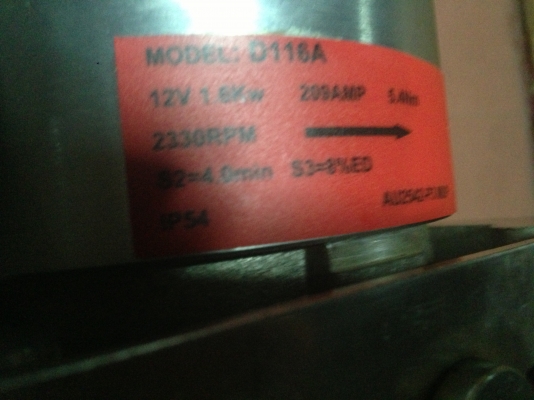 MODEL: D116A
12V 1.6Kw 209AMP 5.4Nm
2330RPM
S2=4.0min S3=8%ED
IP54